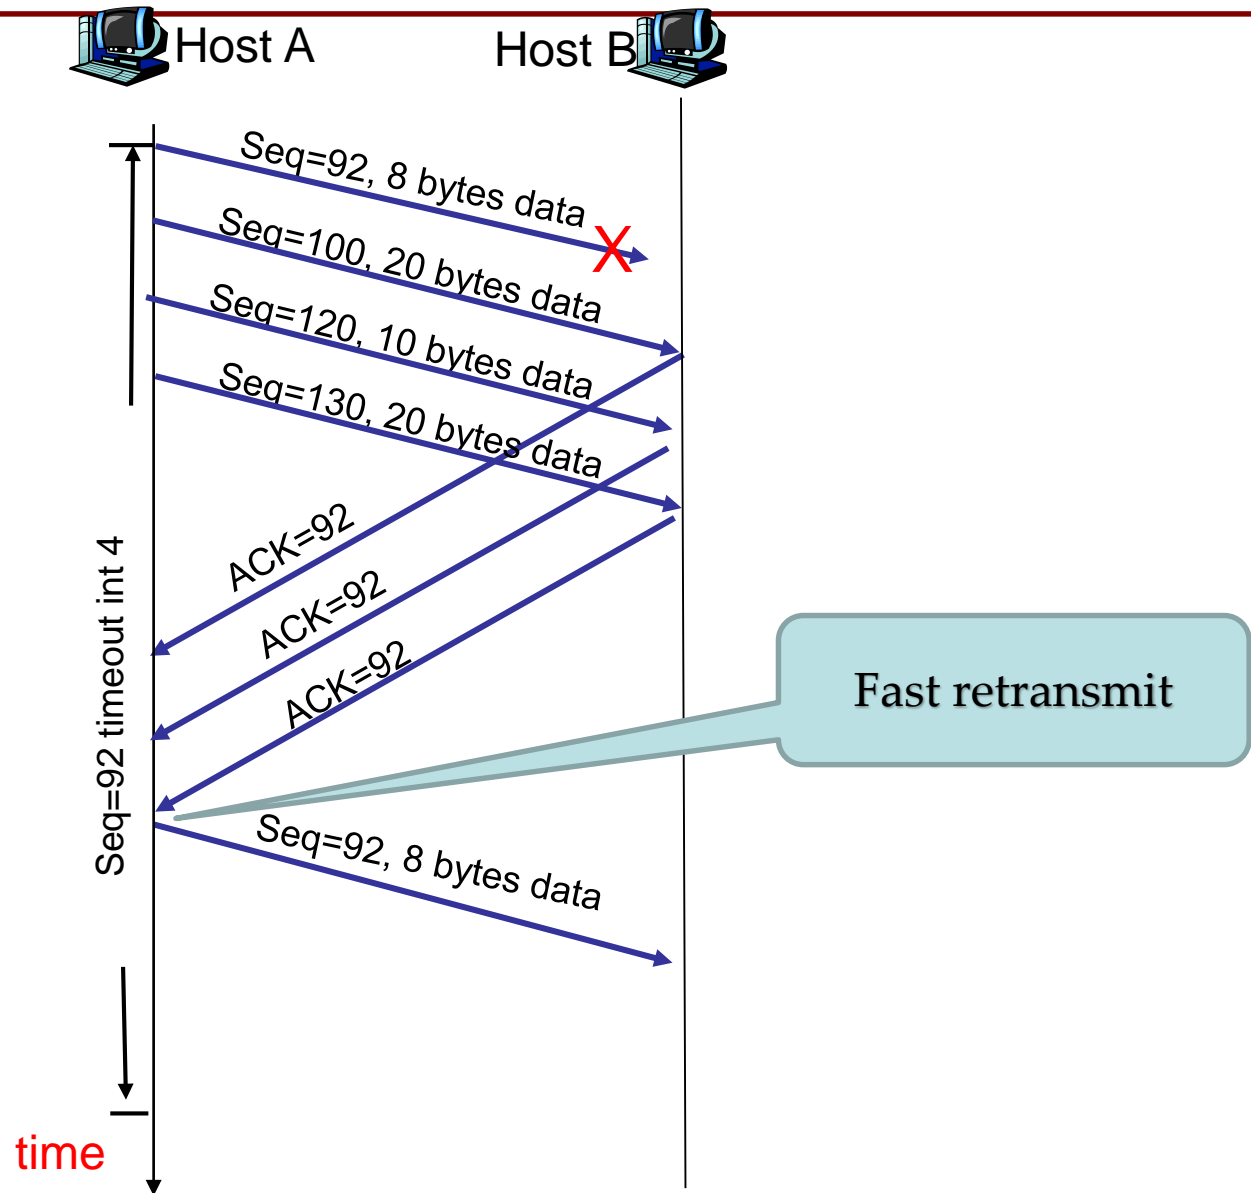 Host A
Host B
Seq=92, 8 bytes data
X
Seq=100, 20 bytes data
Seq=120, 10 bytes data
Seq=130, 20 bytes data
ACK=92
ACK=92
ACK=92
Seq=92 timeout int 4
Fast retransmit
Seq=92, 8 bytes data
time